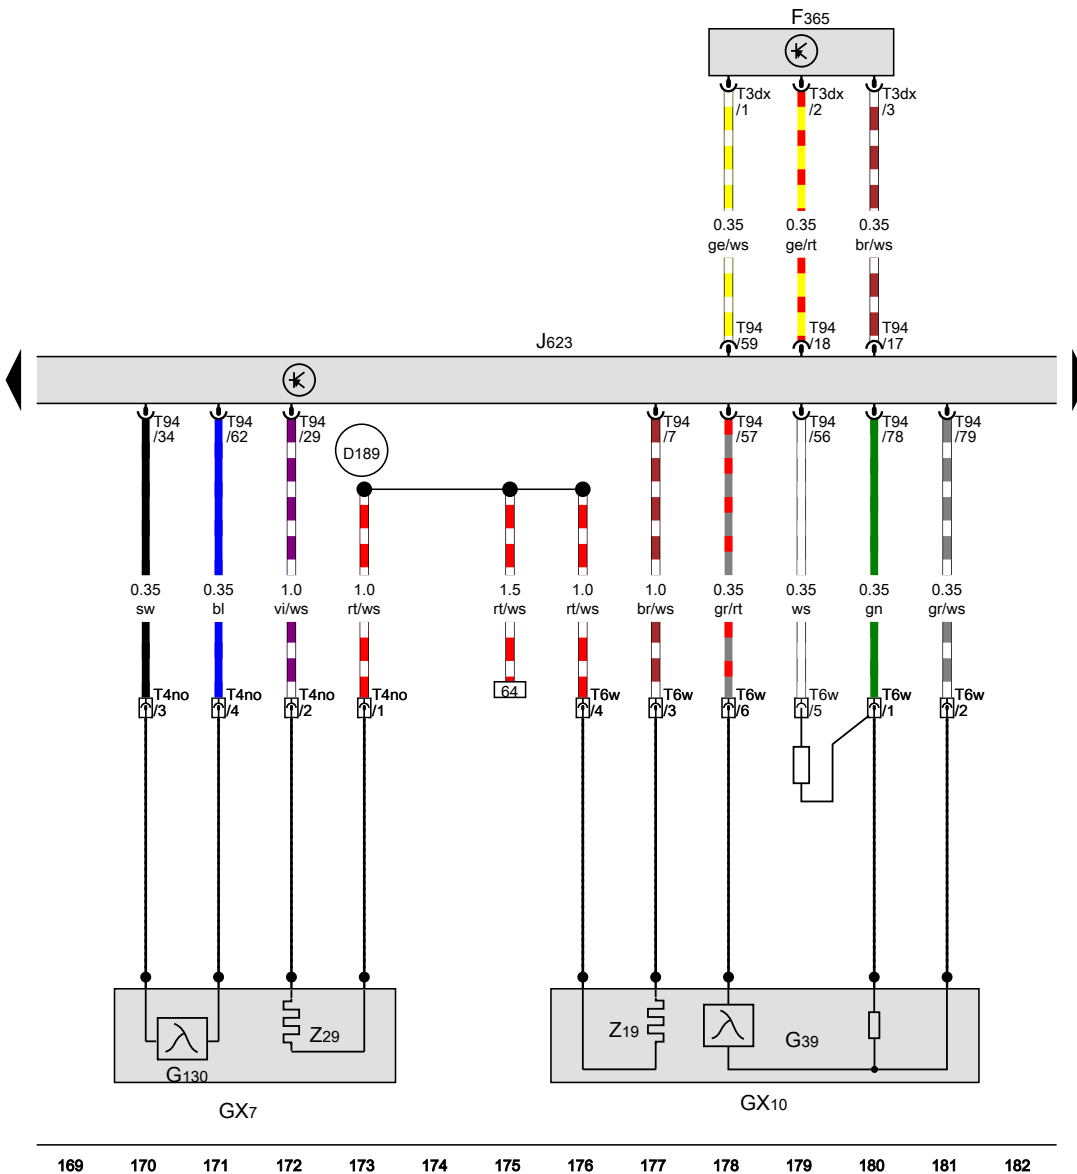 F365
T3dx T3dx T3dx
/1 /2 /3
0.35 0.35 0.35
ge/ws ge/rt br/ws
T94 T94 T94
/59 /18 /17
J623
T94 T94 T94 T94 T94 T94 T94 T94
/34 /62 /29 /7 /57 /56 /78 /79
D189
0.35 0.35 1.0 1.0 1.5 1.0 1.0 0.35 0.35 0.35 0.35
sw bl vi/ws rt/ws rt/ws rt/ws br/ws gr/rt ws gn gr/ws
64
T4no T4no T4no T4no T6w T6w T6w T6w T6w T6w
/3 /4 /2 /1 /4 /3 /6 /5 /1 /2
Z29 Z19 G39
G130
GX7 GX10
169 170 171 172 173 174 175 176 177 178 179 180 181 182